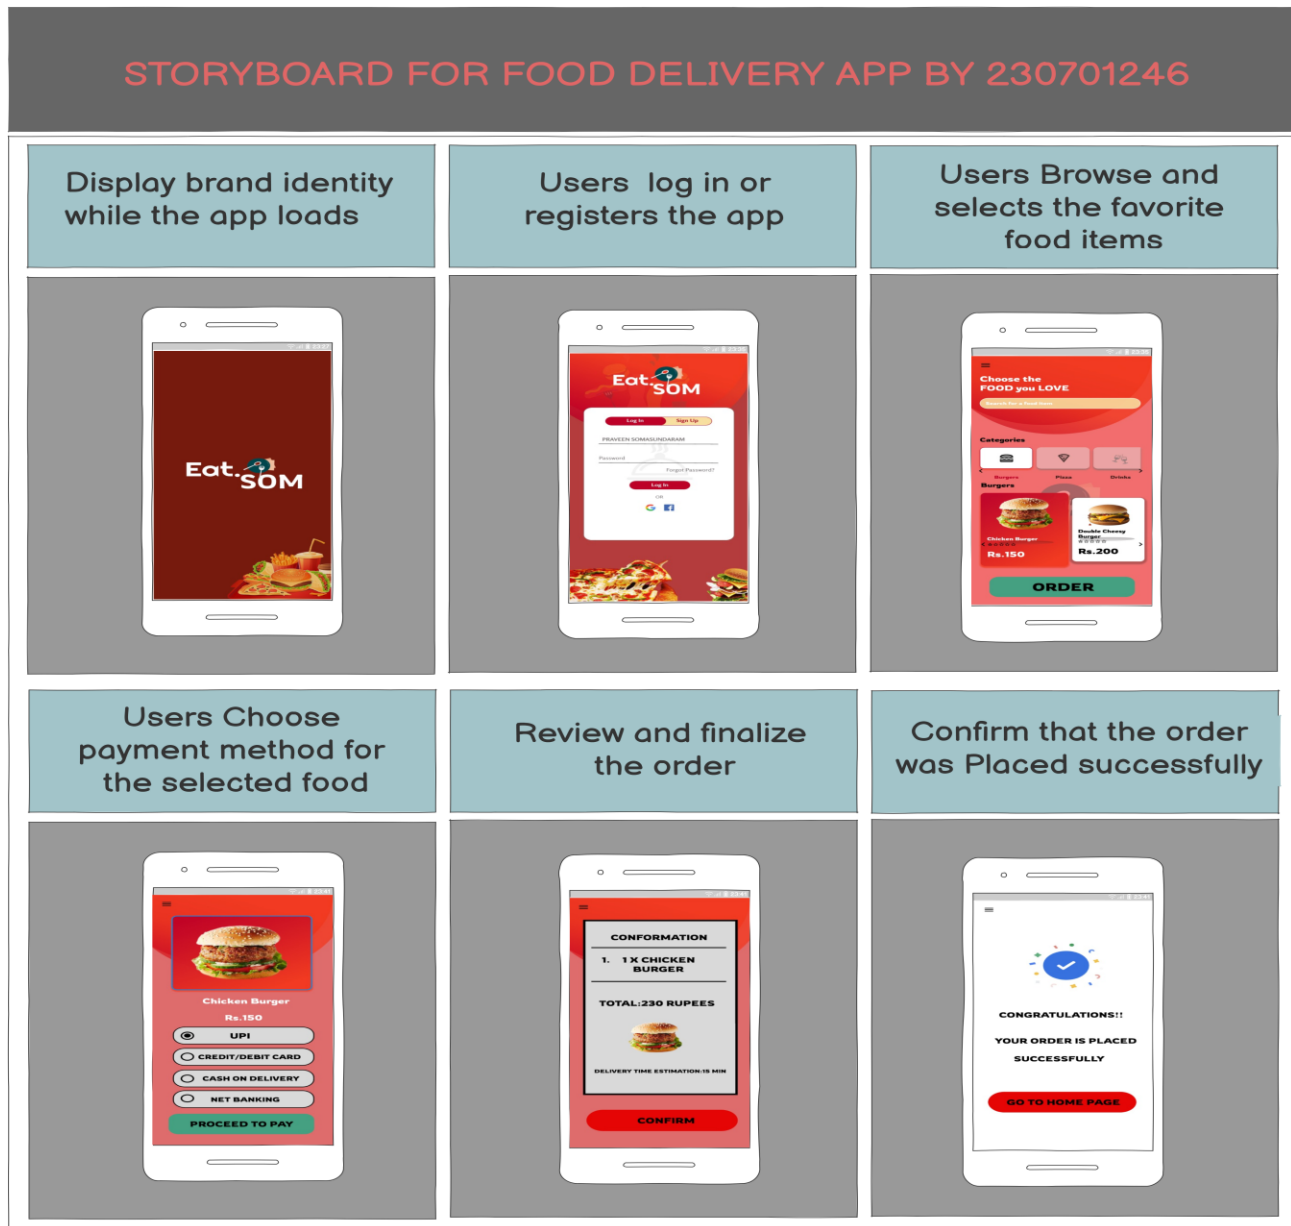 STORYBOARD FOR FOOD DELIVERY APP BY 230701246
Display brand identity
while the app loads
Eat.
SOM
Users log in or
registers the app
Eat.
SOM
Log In
Sign Up
PRAVEEN SOMASUNDARAM
Password
Forgot Password?
Log In
OR
Users Browse and
selects the favorite
food items
23:35
Choose the
FOOD you LOVE
Search for a food item
Categories
Burgers
Pizza
Drinks
Burgers
Chicken Burger
Rs.150
Double Cheesy
Burger
Rs.200
ORDER
Users Choose
payment method for
the selected food
Chicken Burger
Rs.150
UPI
CREDIT/DEBIT CARD
CASH ON DELIVERY
NET BANKING
PROCEED TO PAY
Review and finalize
the order
CONFORMATION
1. 1 X CHICKEN
BURGER
TOTAL:230 RUPEES
DELIVERY TIME ESTIMATION:15 MIN
CONFIRM
Confirm that the order
was Placed successfully
CONGRATULATIONS!!
YOUR ORDER IS PLACED
SUCCESSFULLY
GO TO HOME PAGE